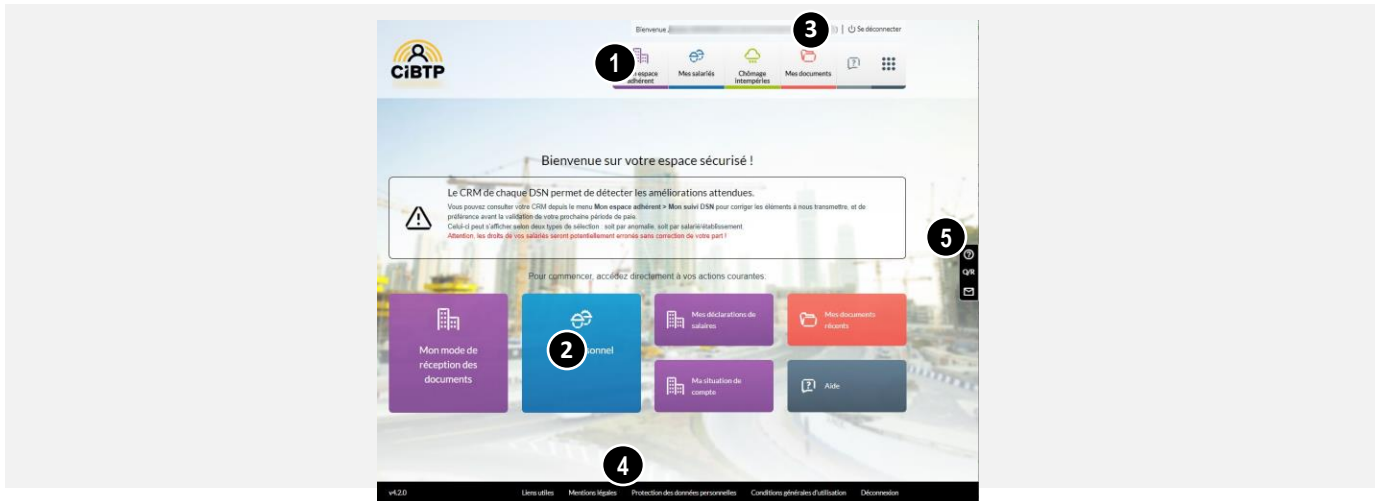 Bienvenue
3
Se déconnecter
CiBTP
1
espace
adhérent
Mes salariés
Chômage
intempéries
Mes documents
Bienvenue sur votre espace sécurisé !
Le CRM de chaque DSN permet de détecter les améliorations attendues.
Vous pouvez consulter votre CRM depuis le menu Mon espace adhérent > Mon suivi DSN pour corriger les éléments à nous transmettre, et de
préférence avant la validation de votre prochaine période de paie.
Celui-ci peut s'afficher selon deux types de sélection : soit par anomalie, soit par salarié/établissement.
Attention, les droits de vos salariés seront potentiellement erronés sans correction de votre part !
5
Q/R
Pour commencer, accédez directement à vos actions courantes:
Mon mode de
réception des
documents
2
sonnel
Mes déclarations de
salaires
Mes documents
récents
Ma situation de
compte
Aide
4
v4.2.0
Liens utiles
Mentions légales
Protection des données personnelles
Conditions générales d'utilisation
Déconnexion